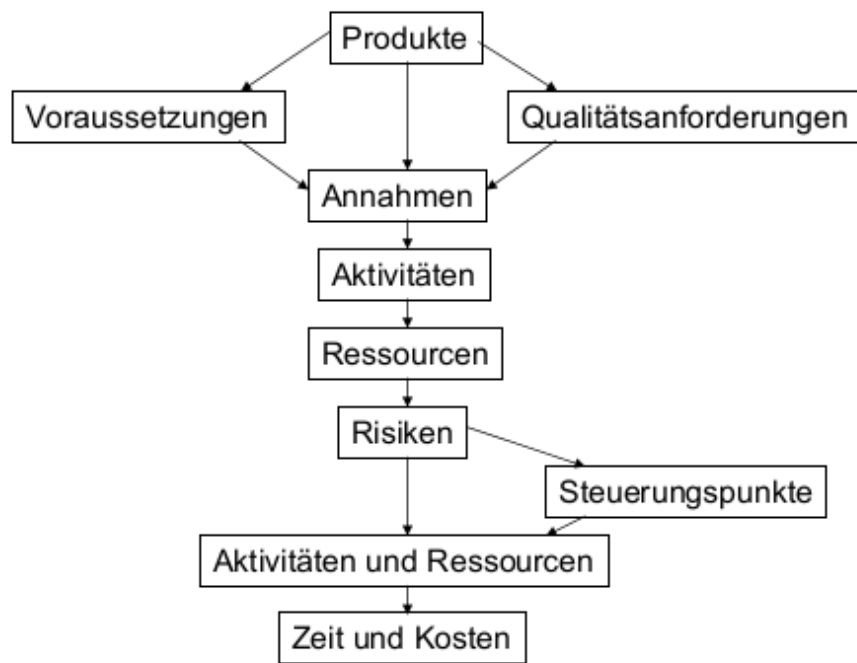 Produkte
Voraussetzungen
Qualitätsanforderungen
Annahmen
Aktivitäten
Ressourcen
Risiken
Steuerungspunkte
Aktivitäten und Ressourcen
Zeit und Kosten